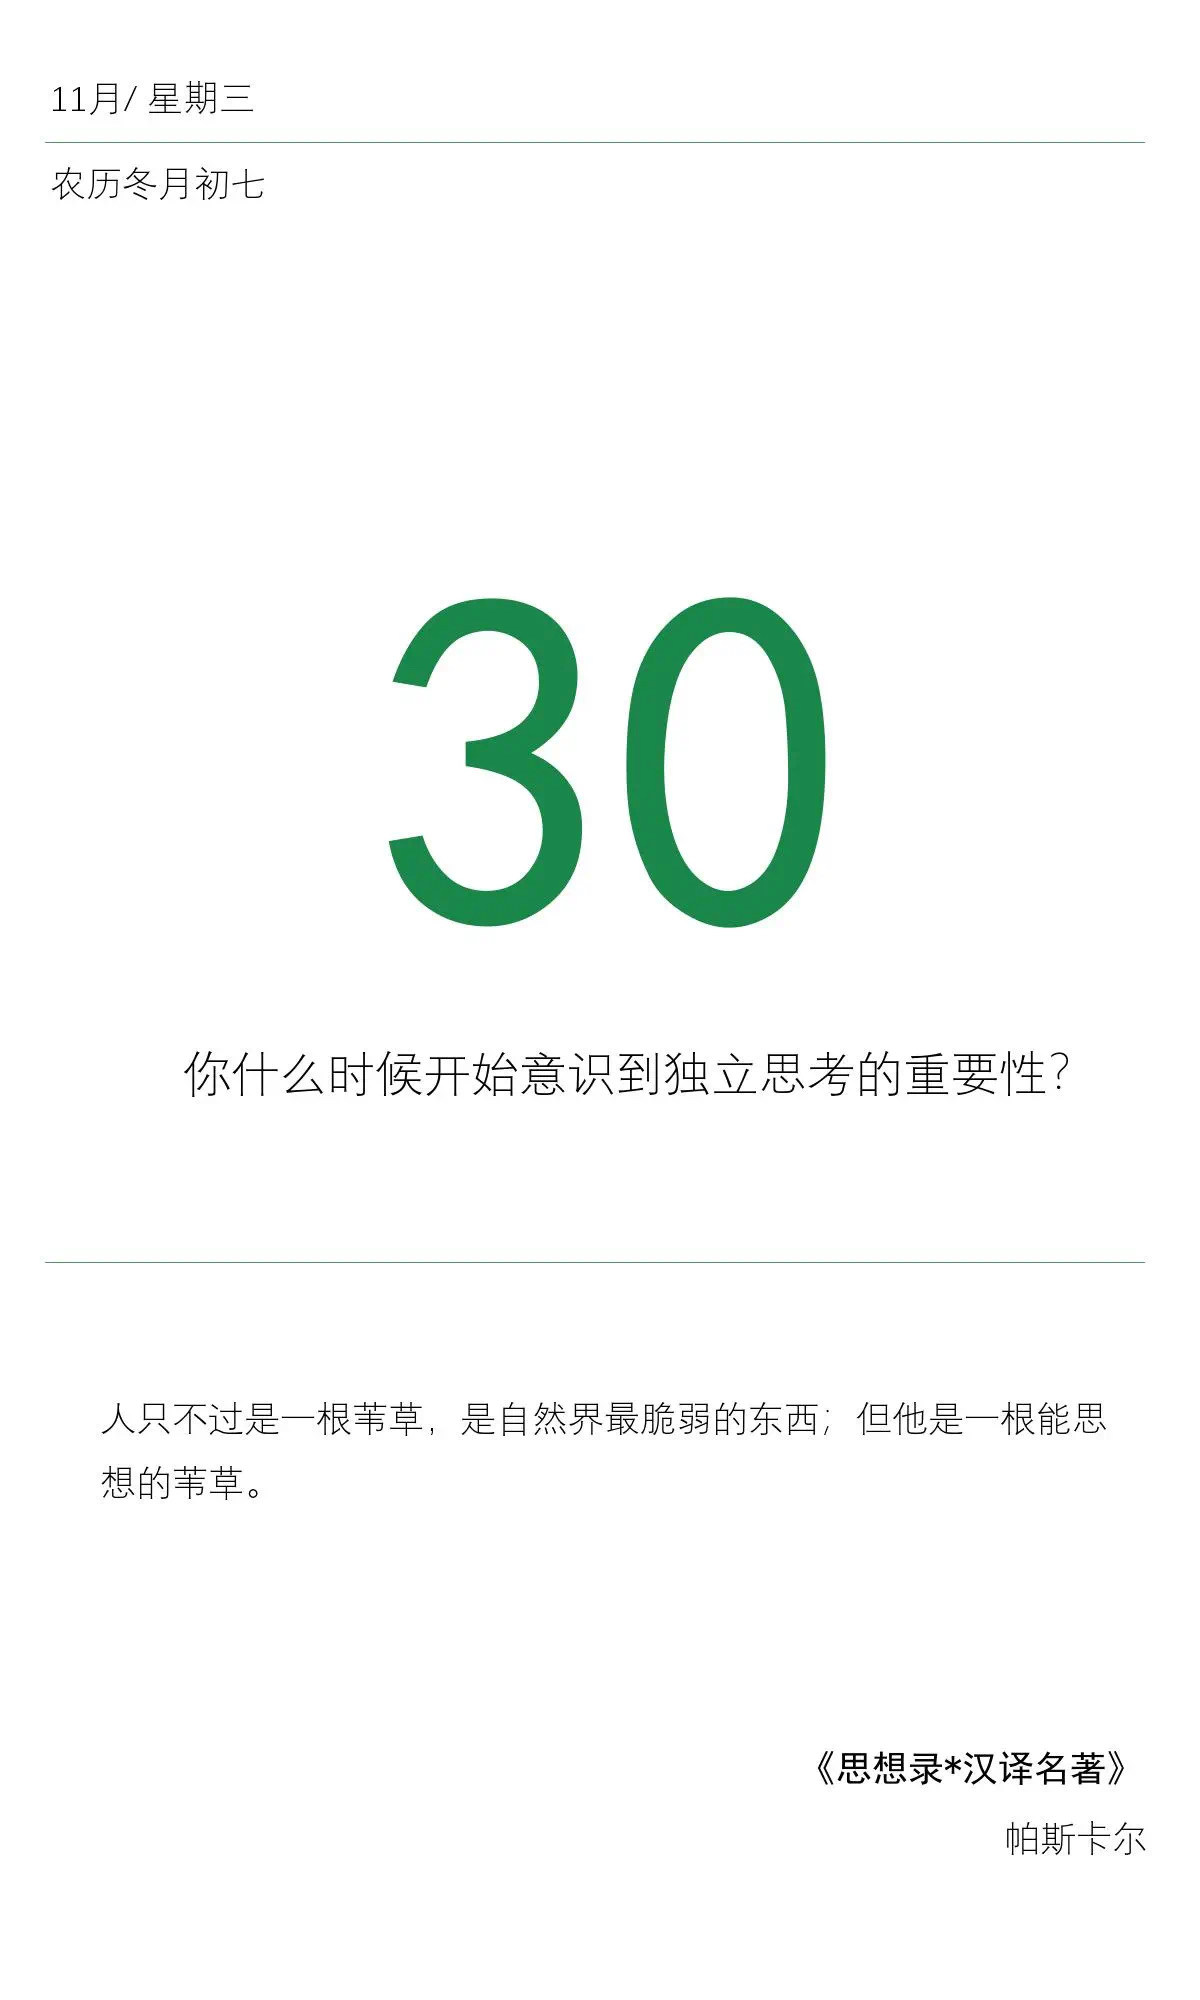 11月/ 星期三
农历冬月初七
30
你什么时候开始意识到独立思考的重要性？
人只不过是一根苇草，是自然界最脆弱的东西；但他是一根能思
想的苇草。
《思想录*汉译名著》
帕斯卡尔